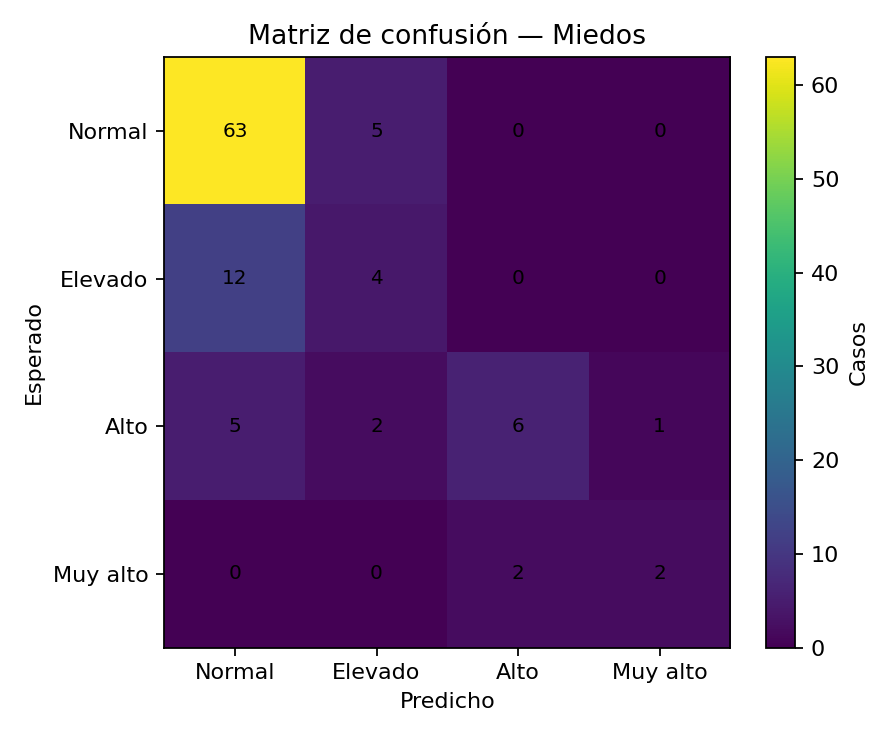 Matriz de confusión — Miedos
Normal
63
5
0
0
Elevado
12
4
0
0
Alto
5
2
6
1
Muy alto
0
0
2
2
Normal
Elevado
Alto
Muy alto
Predicho
Esperado
60
50
40
30
20
10
0
Casos